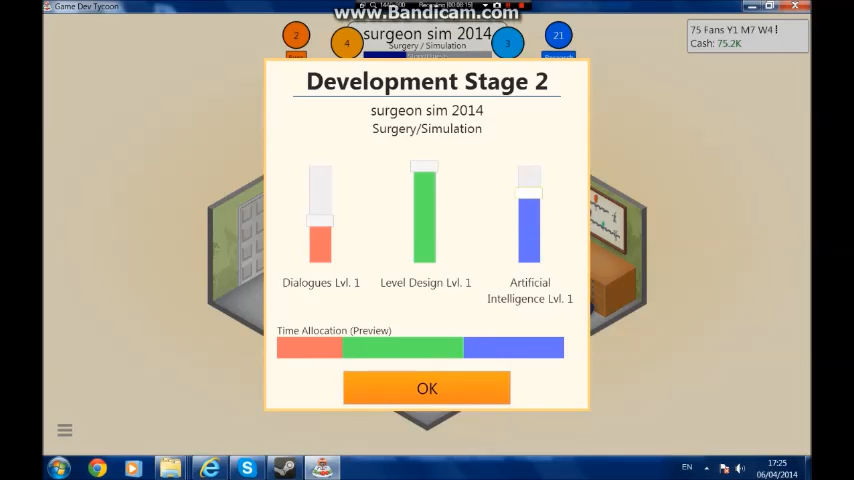 Game Dev Tycoon
www.Bandicam.com
2
4
surgeon sim 2014
3
21
Surgery / Simulation
75 Fans Y1 M7 W4
Cash: 75.2K
Development Stage 2
surgeon sim 2014
Surgery/Simulation
Dialogues Lvl. 1
Level Design Lvl. 1
Artificial
Intelligence Lvl. 1
Time Allocation (Preview)
OK
EN
17:25
06/04/2014